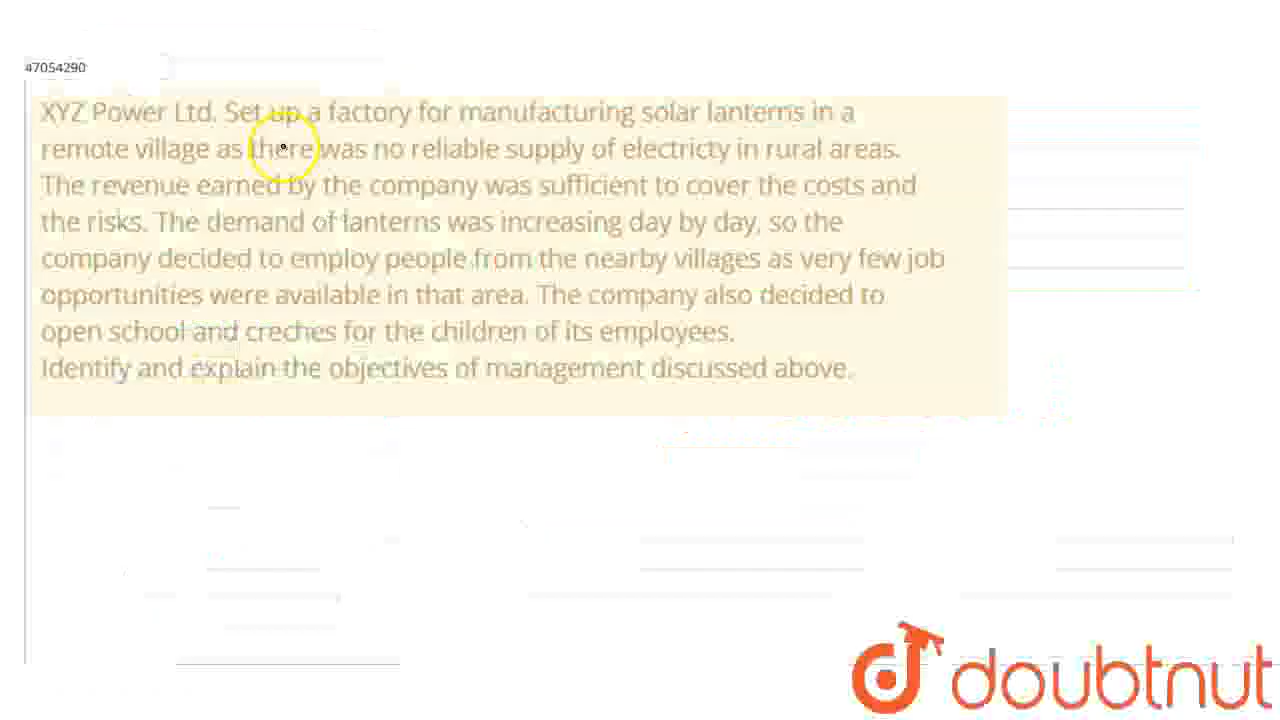 47054290
XYZ Power Ltd. Set up a factory for manufacturing solar lanterns in a
remote village as there was no reliable supply of electricty in rural areas.
The revenue earned by the company was sufficient to cover the costs and
the risks. The demand of lanterns was increasing day by day, so the
company decided to employ people from the nearby villages as very few job
opportunities were available in that area. The company also decided to
open school and creches for the children of its employees.
Identify and explain the objectives of management discussed above.
doubtnut